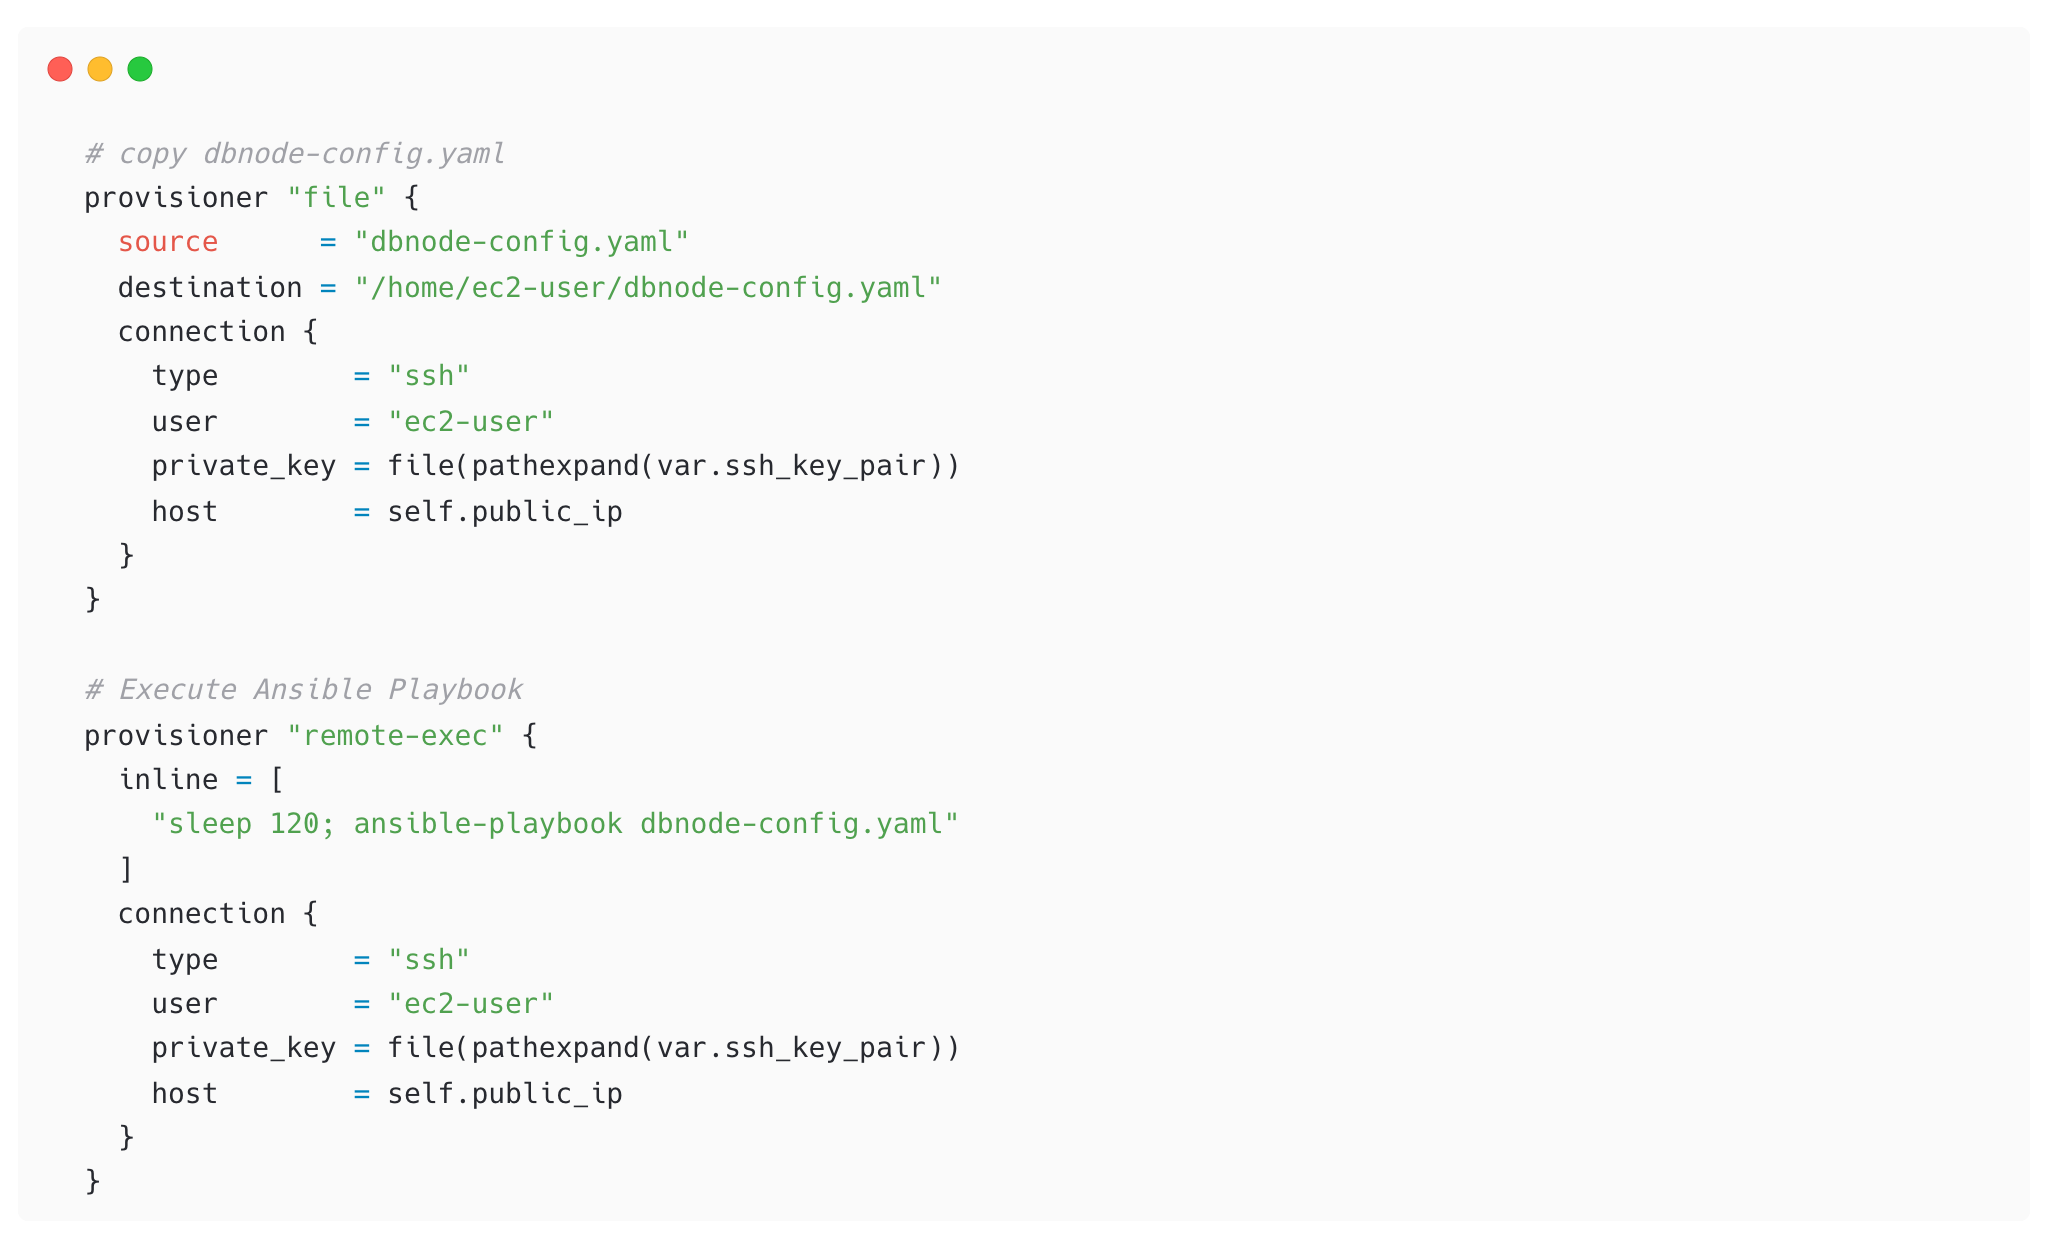 # copy dbnode-config.yaml
provisioner "file" {
  source      = "dbnode-config.yaml"
  destination = "/home/ec2-user/dbnode-config.yaml"
  connection {
    type        = "ssh"
    user        = "ec2-user"
    private_key = file(pathexpand(var.ssh_key_pair))
    host        = self.public_ip
  }
}

# Execute Ansible Playbook
provisioner "remote-exec" {
  inline = [
    "sleep 120; ansible-playbook dbnode-config.yaml"
  ]
  connection {
    type        = "ssh"
    user        = "ec2-user"
    private_key = file(pathexpand(var.ssh_key_pair))
    host        = self.public_ip
  }
}